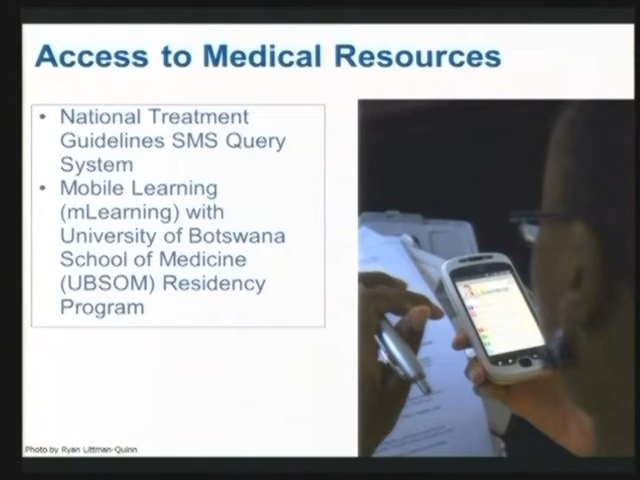 Access to Medical Resources
• National Treatment
Guidelines SMS Query
System
• Mobile Learning
(mLearning) with
University of Botswana
School of Medicine
(UBSOM) Residency
Program
Photo by Ryan Littman-Quinn